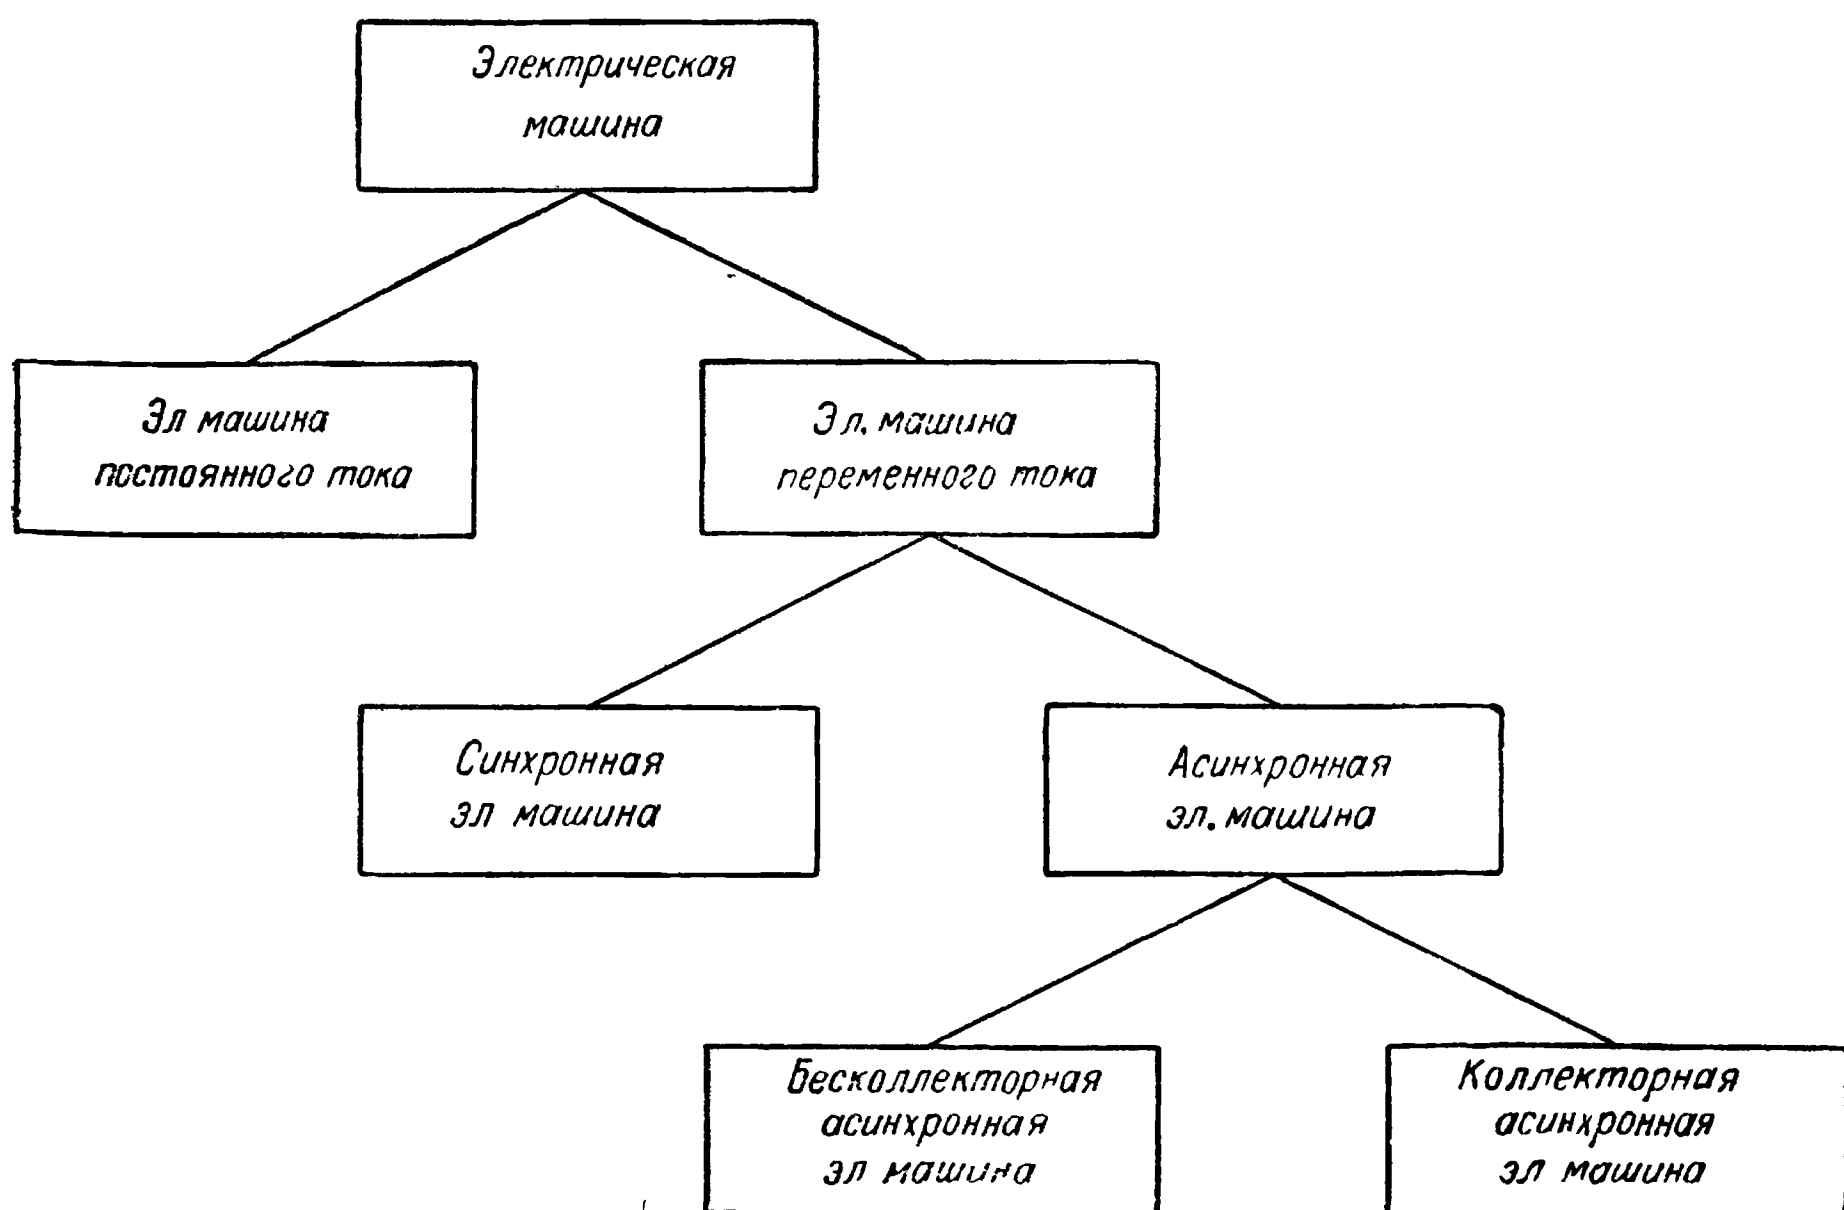 Электрическая
машина
Эл машина
постоянного тока
Эл. машина
переменного тока
Синхронная
эл машина
Асинхронная
эл. машина
Бесколлекторная
асинхронная
эл машина
Коллекторная
асинхронная
эл машина